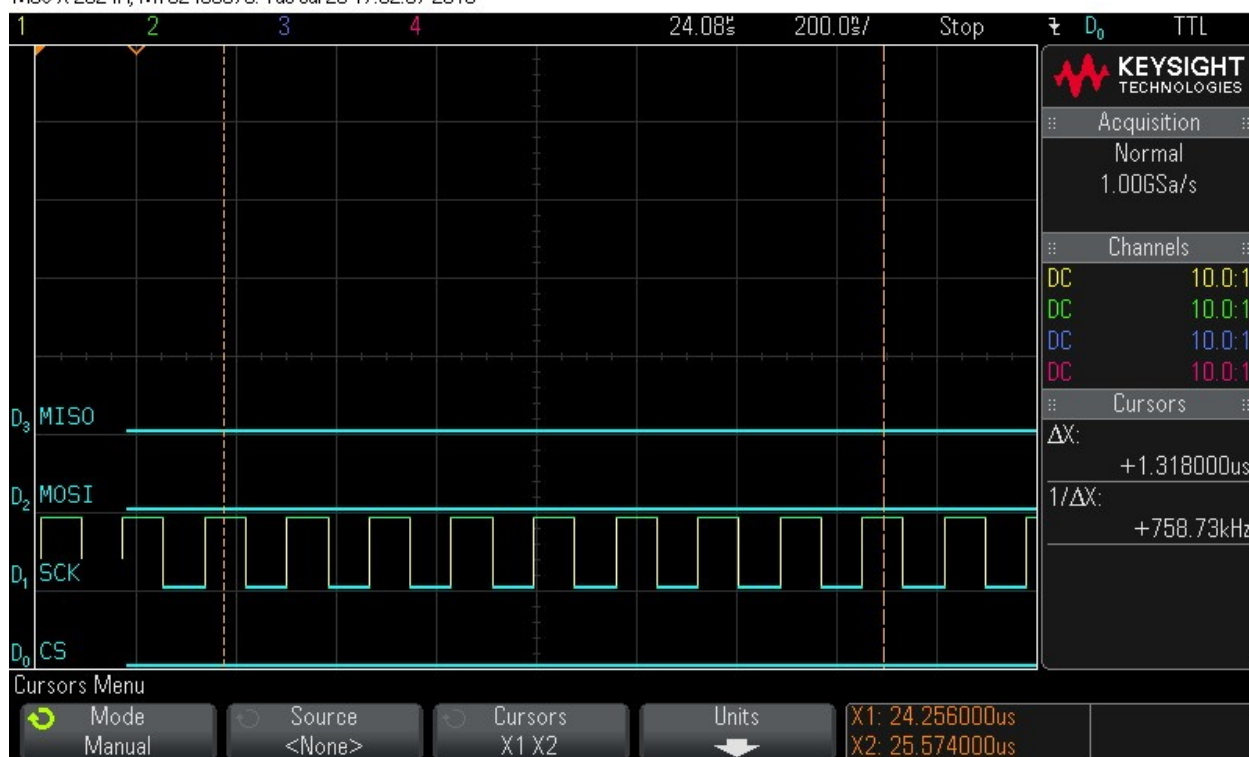 1 2 3 4 24.08µs 200.0ns/ Stop D0 TTL
KEYSIGHT
TECHNOLOGIES
Acquisition
Normal
1.00GSa/s
Channels
DC 10.0:1
DC 10.0:1
DC 10.0:1
DC 10.0:1
Cursors
ΔX:
+1.318000us
1/ΔX:
+758.73kHz
D3 MISO
D2 MOSI
D1 SCK
D0 CS
Cursors Menu
Mode
Manual
Source
<None>
Cursors
X1 X2
Units
X1: 24.256000us
X2: 25.574000us